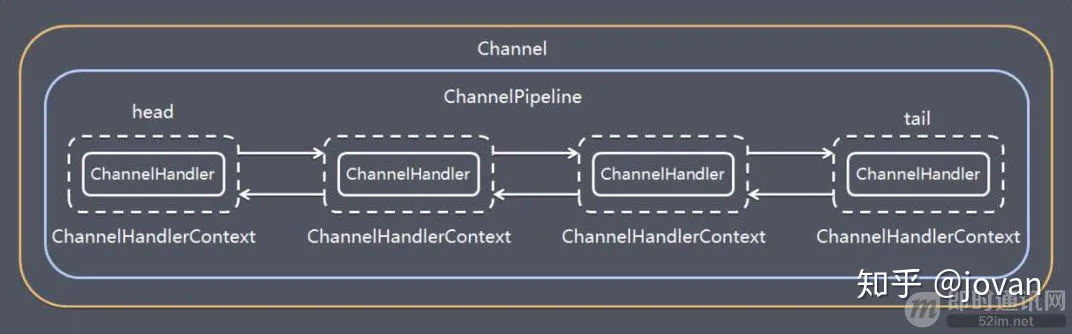 Channel
ChannelPipeline
head
tail
ChannelHandler
ChannelHandler
ChannelHandler
ChannelHandler
ChannelHandlerContext
ChannelHandlerContext
ChannelHandlerContext
ChannelHandlerContext
知乎 @jovan
即时通讯网
52im.net